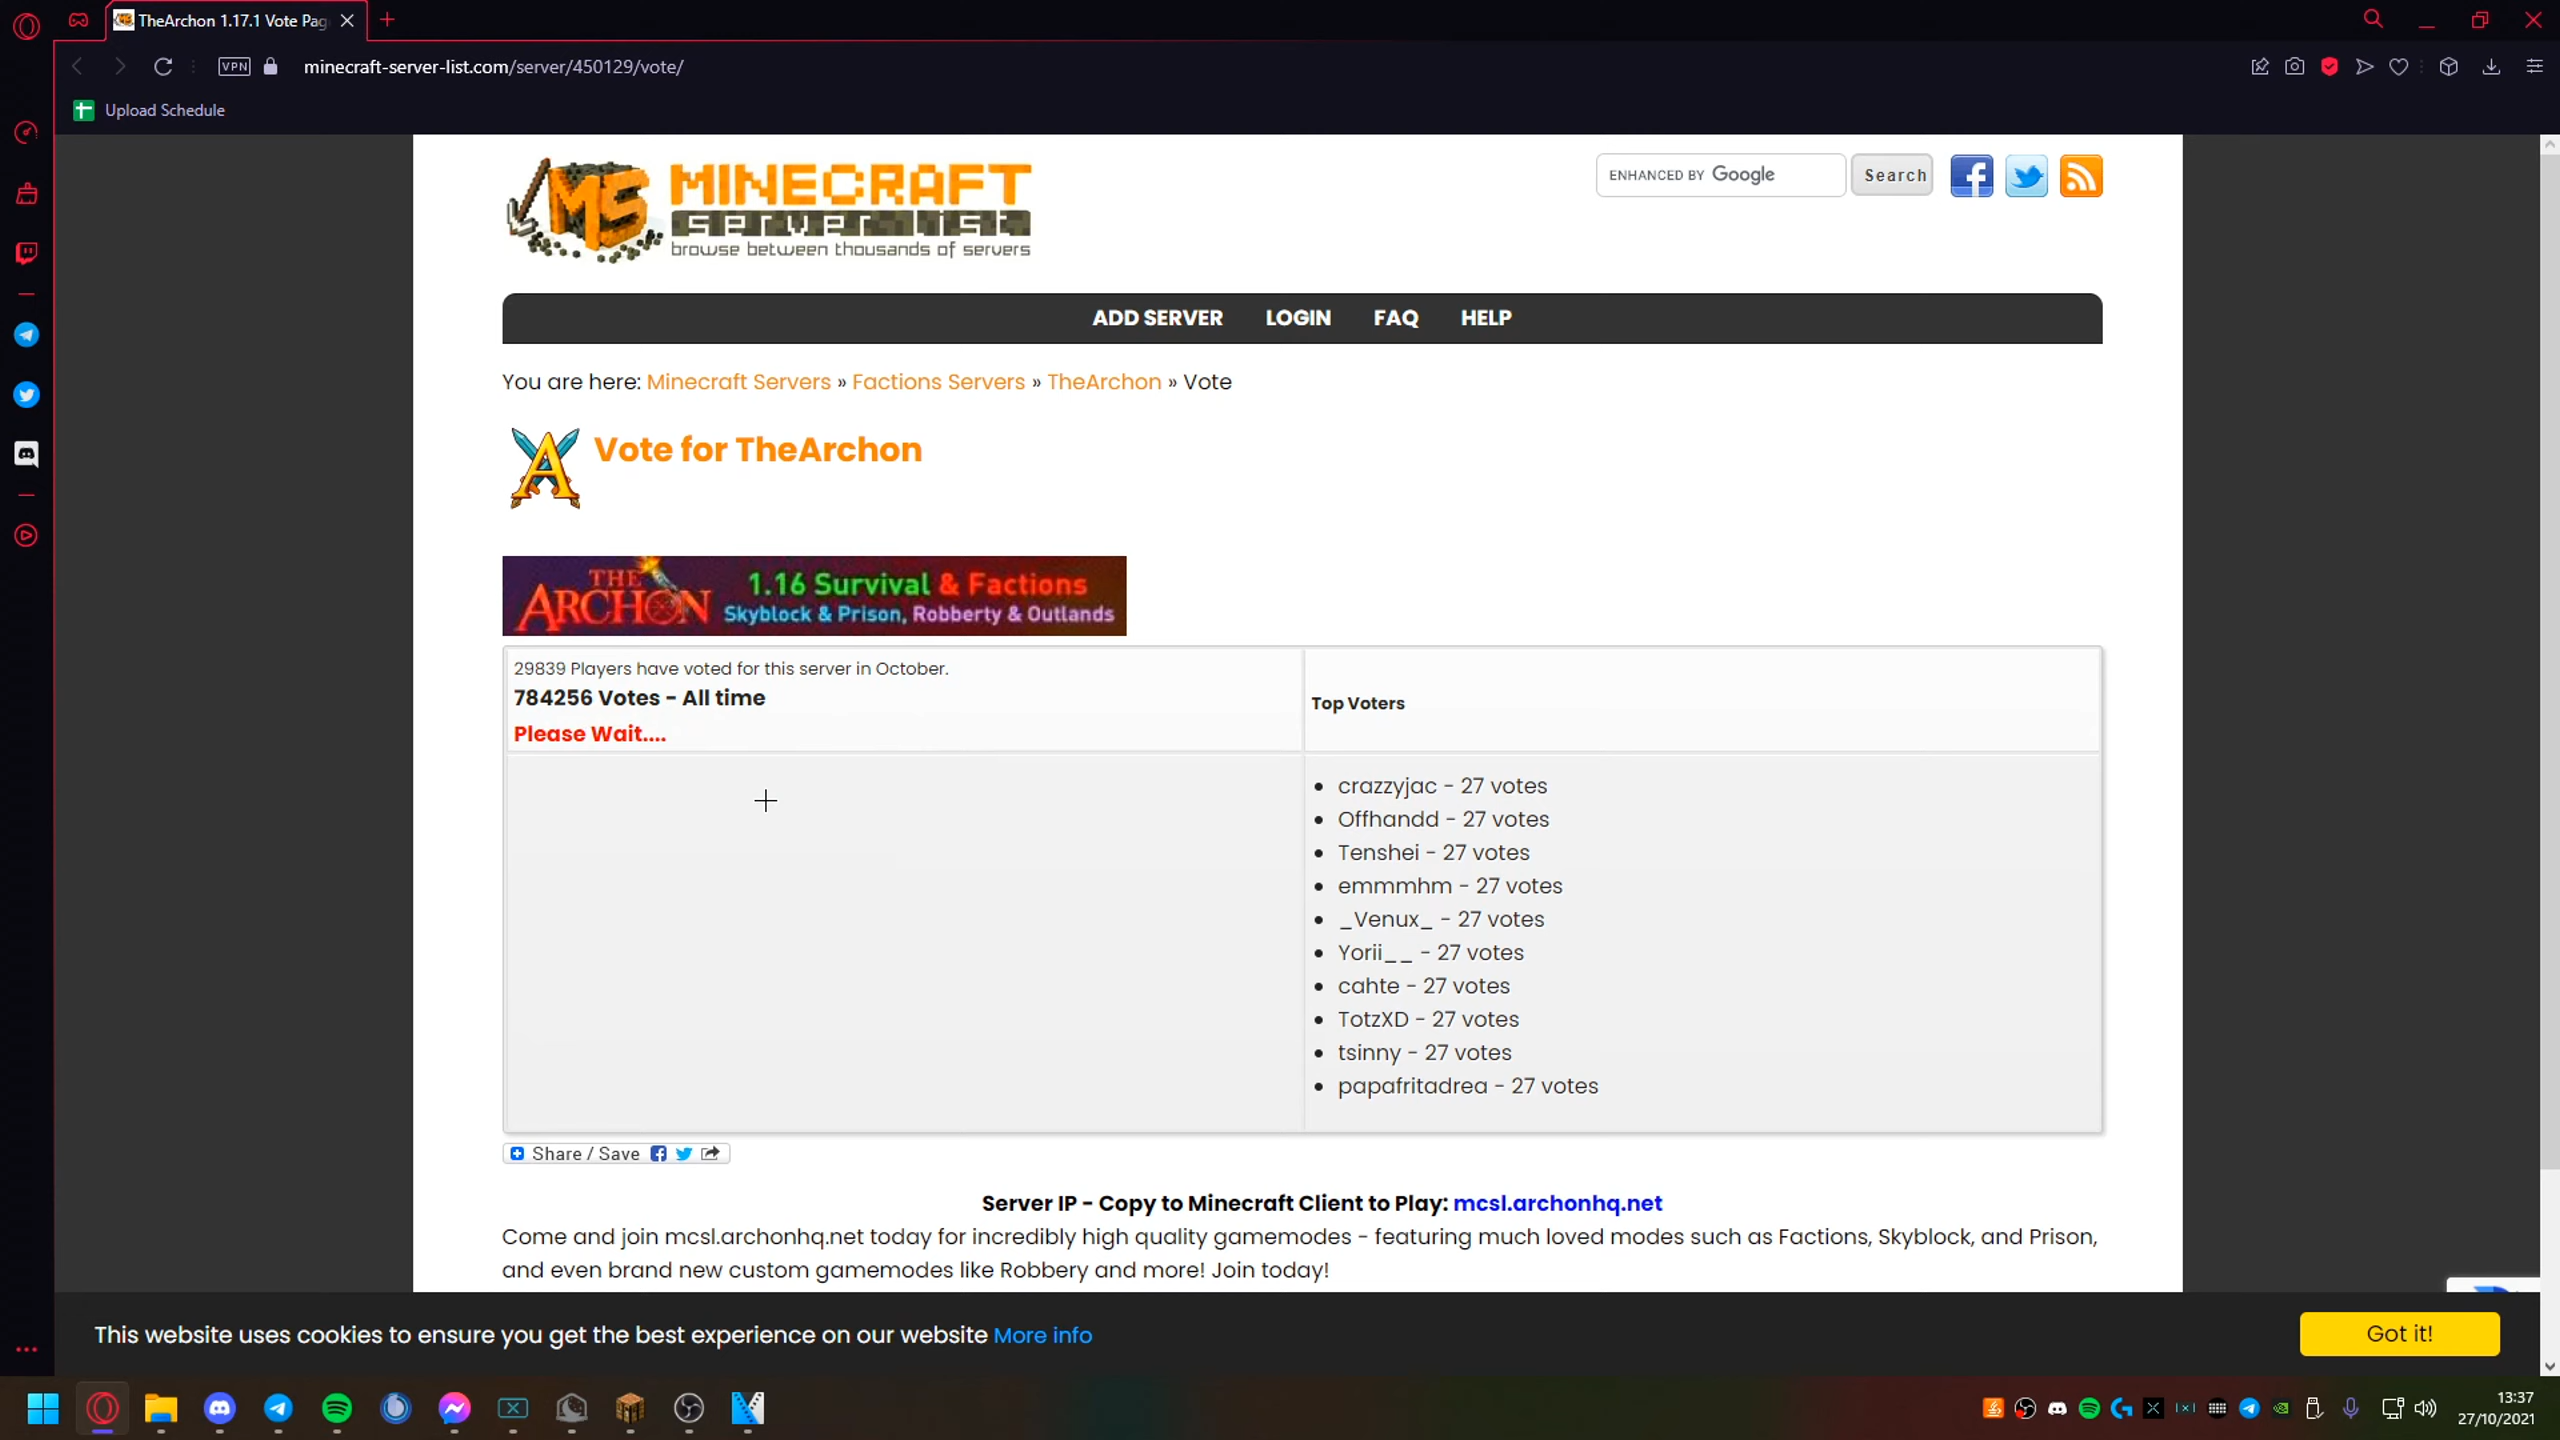 TheArchon 1.17.1 Vote Pag
VPN
minecraft-server-list.com/server/450129/vote/
Upload Schedule
MS
MINECRAFT
server list
browse between thousands of servers
ENHANCED BY Google
Search
ADD SERVER LOGIN FAQ HELP
You are here: Minecraft Servers » Factions Servers » TheArchon » Vote
A
Vote for TheArchon
THE
ARCHON
1.16 Survival & Factions
Skyblock & Prison, Robberty & Outlands
29839 Players have voted for this server in October.
784256 Votes - All time
Please Wait....
Top Voters
• crazzyjac - 27 votes
• Offhandd - 27 votes
• Tenshei - 27 votes
• emmmhm - 27 votes
• _Venux_ - 27 votes
• Yorii__ - 27 votes
• cahte - 27 votes
• TotzXD - 27 votes
• tsinny - 27 votes
• papafritadrea - 27 votes
Share / Save
Server IP - Copy to Minecraft Client to Play: mcsl.archonhq.net
Come and join mcsl.archonhq.net today for incredibly high quality gamemodes - featuring much loved modes such as Factions, Skyblock, and Prison,
and even brand new custom gamemodes like Robbery and more! Join today!
This website uses cookies to ensure you get the best experience on our website More info
Got it!
13:37
27/10/2021